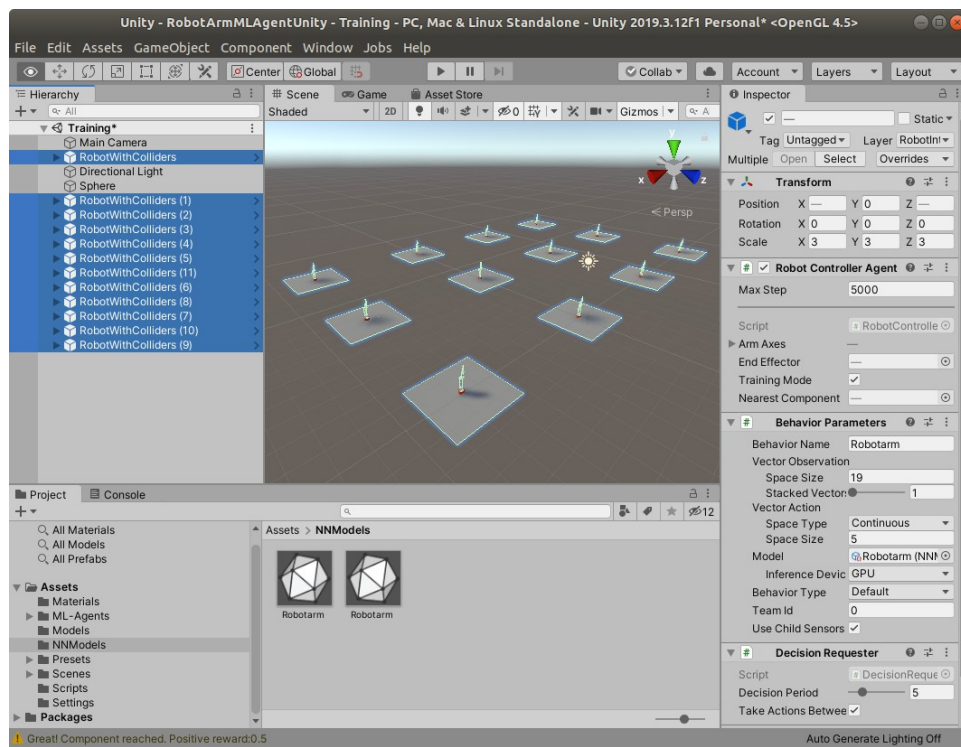 Unity - RobotArmMLAgentUnity - Training - PC, Mac & Linux Standalone - Unity 2019.3.12f1 Personal* <OpenGL 4.5>
File Edit Assets GameObject Component Window Jobs Help
Center Global Collab Account Layers Layout
Hierarchy
All
Training*
Main Camera
RobotWithColliders
Directional Light
Sphere
RobotWithColliders (1)
RobotWithColliders (2)
RobotWithColliders (3)
RobotWithColliders (4)
RobotWithColliders (5)
RobotWithColliders (11)
RobotWithColliders (6)
RobotWithColliders (8)
RobotWithColliders (7)
RobotWithColliders (10)
RobotWithColliders (9)
Scene Game Asset Store
Shaded 2D 0 Gizmos A
y
x z
Persp
Inspector
— Static
Tag Untagged Layer RobotInt
Multiple Open Select Overrides
Transform
Position X — Y 0 Z —
Rotation X 0 Y 0 Z 0
Scale X 3 Y 3 Z 3
# Robot Controller Agent
Max Step 5000
Script RobotControlle
Arm Axes —
End Effector —
Training Mode
Nearest Component —
# Behavior Parameters
Behavior Name Robotarm
Vector Observation
Space Size 19
Stacked Vector 1
Vector Action
Space Type Continuous
Space Size 5
Model Robotarm (NNM
Inference Devic GPU
Behavior Type Default
Team Id 0
Use Child Sensors
# Decision Requester
Script DecisionReque
Decision Period 5
Take Actions Betwee
Project Console
12
All Materials
All Models
All Prefabs
Assets
Materials
ML-Agents
Models
NNModels
Presets
Scenes
Scripts
Settings
Packages
Assets > NNModels
Robotarm Robotarm
Great! Component reached. Positive reward:0.5
Auto Generate Lighting Off